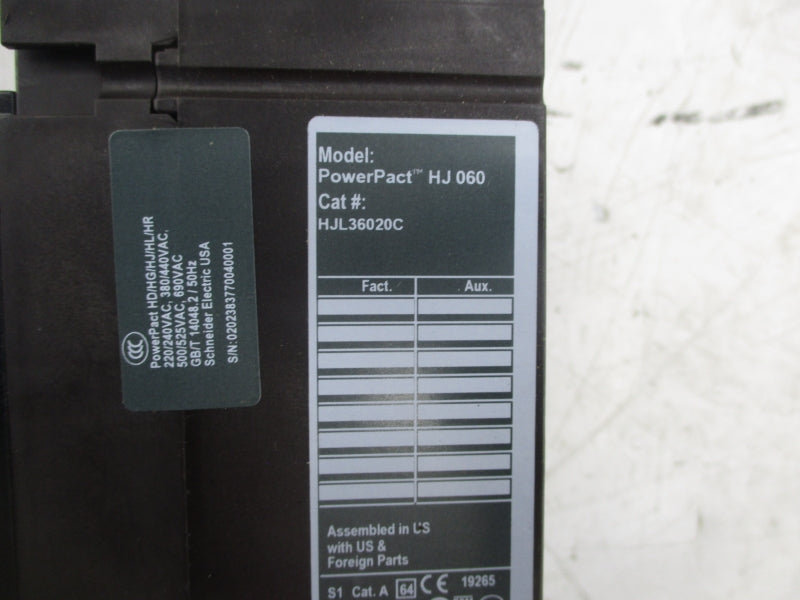 CCC
PowerPact HD/HG/HJ/HL/HR
220/240VAC, 380/440VAC,
500/525VAC, 690VAC
GB/T 14048.2 / 50Hz
Schneider Electric USA
S/N: 0202383770040001
Model:
PowerPact™ HJ 060
Cat #:
HJL36020C
Fact. Aux.
Assembled in US
with US &
Foreign Parts
S1 Cat. A 64 CE 19265